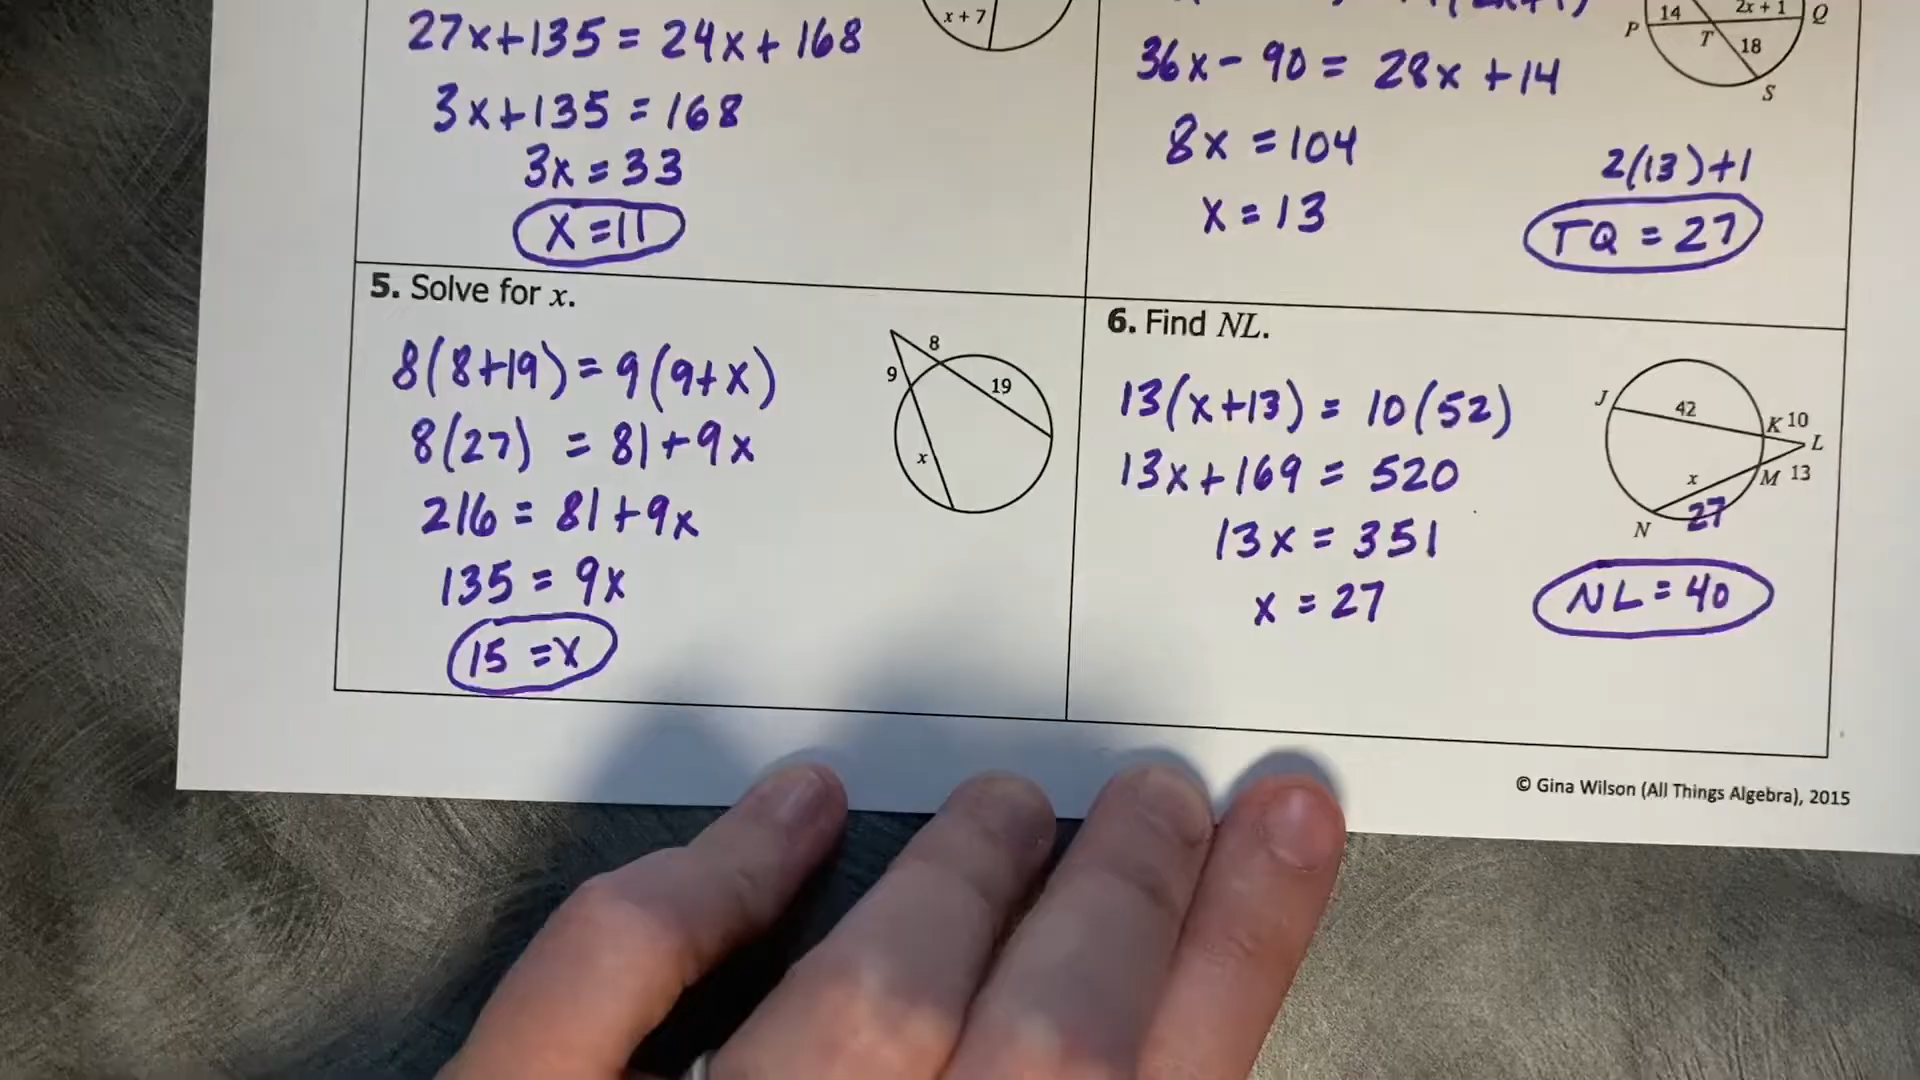 27x+135 = 24x+168
3x+135 = 168
3x = 33
x = 11
x + 7
36x - 90 = 28x + 14
8x = 104
x = 13
14
2x + 1
Q
P
T
18
S
2(13)+1
TQ = 27
5. Solve for x.
8(8+19) = 9(9+x)
8(27) = 81+9x
216 = 81+9x
135 = 9x
15 = x
8
9
19
x
6. Find NL.
13(x+13) = 10(52)
13x+169 = 520
13x = 351
x = 27
J
42
K 10
L
x
M 13
N
27
NL = 40
© Gina Wilson (All Things Algebra), 2015